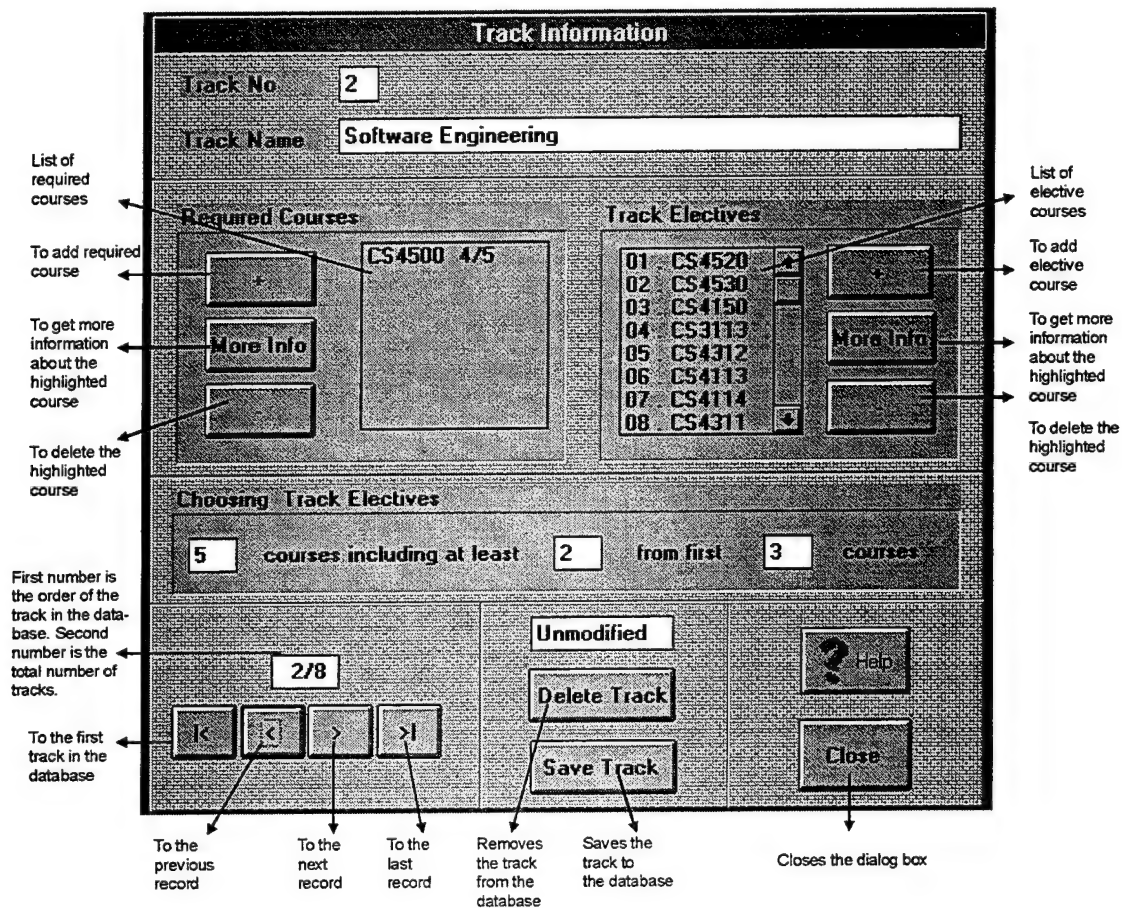 Track Information
Track No
2
Track Name
Software Engineering
List of
required
courses
List of
elective
courses
Required Courses
Track Electives
To add required
course
+
CS4500 4/5
01 . CS4520
02 . CS4530
03 . CS4150
04 . CS3113
05 . CS4312
06 . CS4113
07 . CS4114
08 . CS4311
+
To add
elective
course
To get more
information
about the
highlighted
course
More Info
More Info
To get more
information
about the
highlighted
course
To delete the
highlighted
course
-
To delete the
highlighted
course
Choosing Track Electives
5 courses including at least 2 from first 3 courses
First number is
the order of the
track in the data-
base. Second
number is the
total number of
tracks.
2/8
Unmodified
? Help
Delete Track
To the first
track in the
database
|<
<
>
>|
Save Track
Close
To the
previous
record
To the
next
record
To the
last
record
Removes
the track
from the
database
Saves the
track to
the database
Closes the dialog box